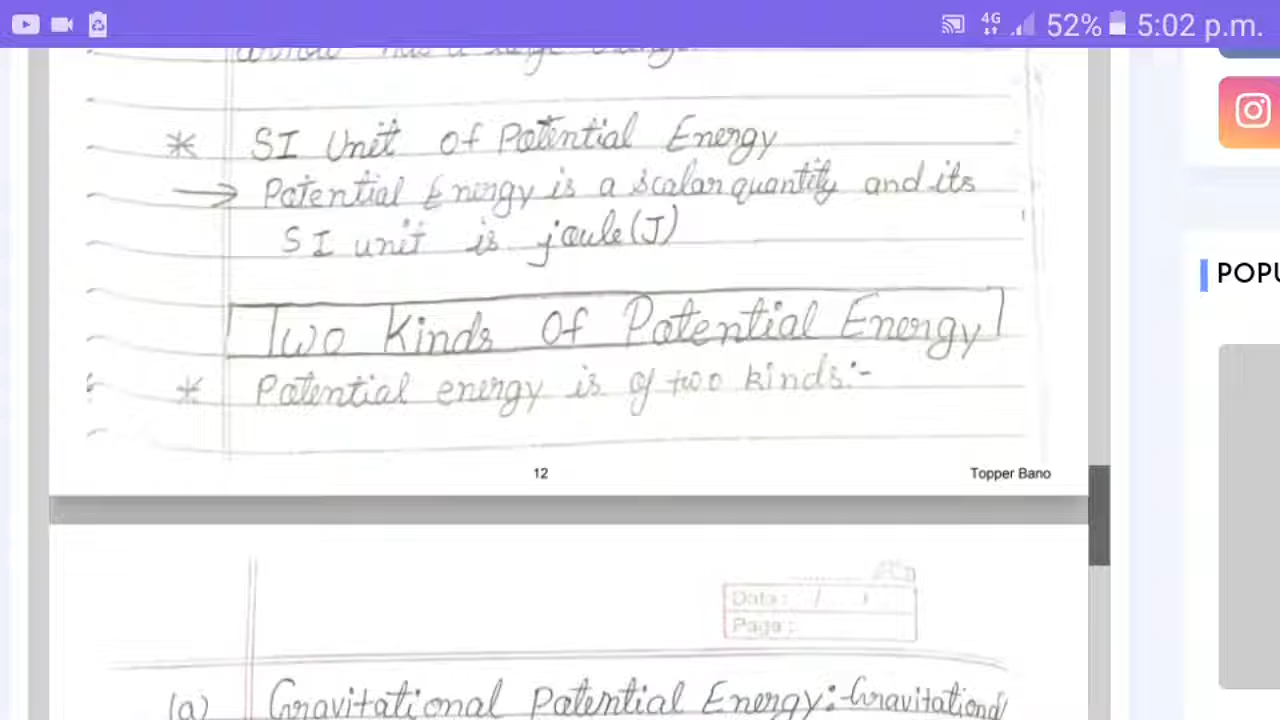 52% 5:02 p.m.
4G
* SI Unit of Potential Energy
→ Potential Energy is a scalar quantity and its
SI unit is joule(J)
Two Kinds Of Potential Energy
* Potential energy is of two kinds:-
12 Topper Bano
POPU
Date: / /
Page:
(a) Gravitational Potential Energy:- Gravitational